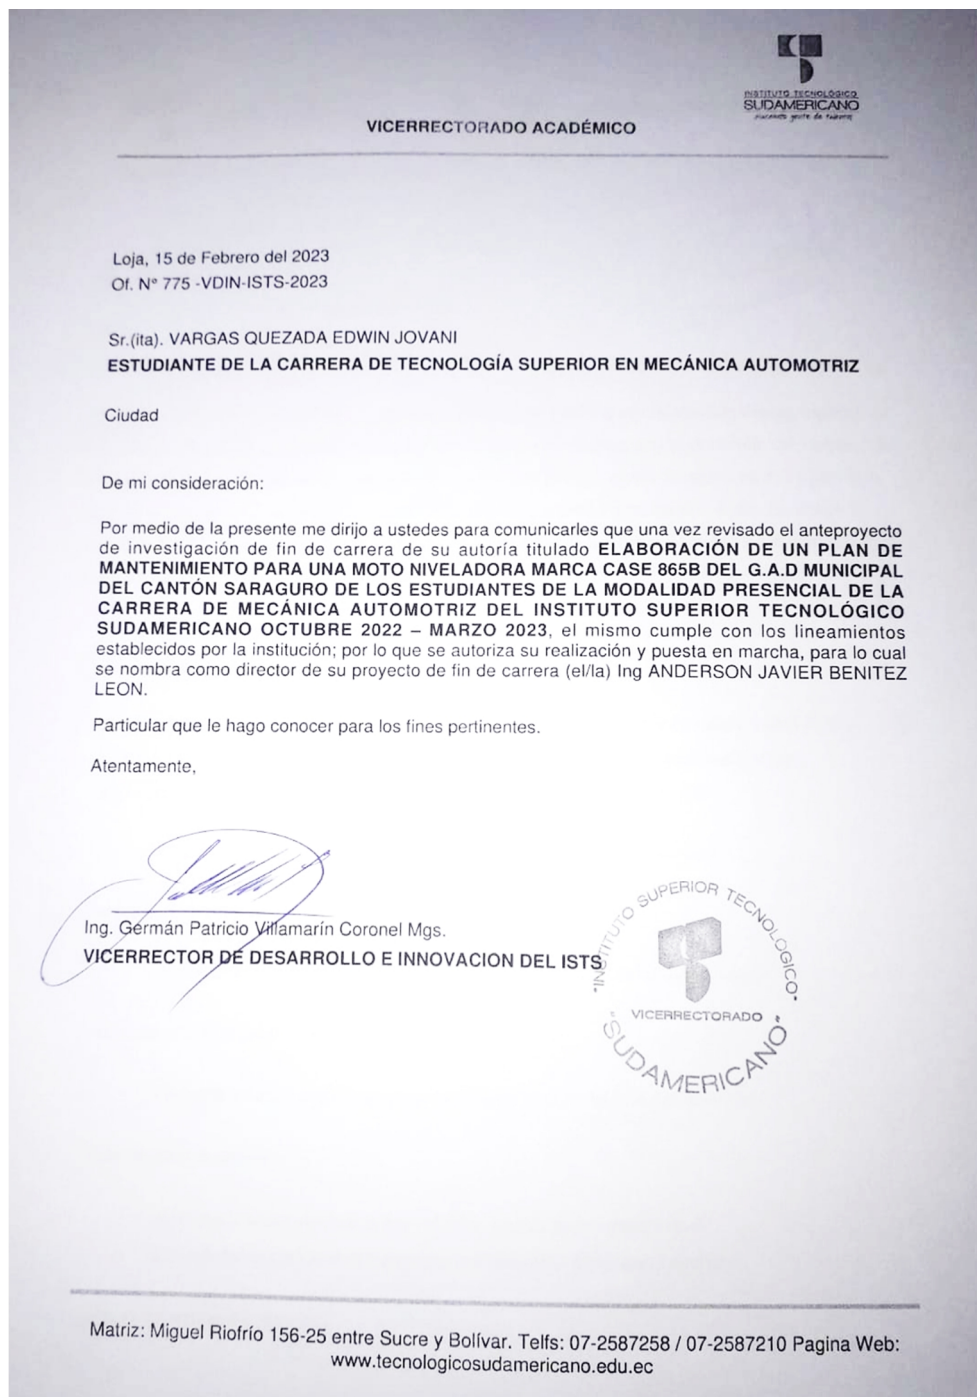 INSTITUTO TECNOLÓGICO
SUDAMERICANO
Hacemos gente de talento
VICERRECTORADO ACADÉMICO
Loja, 15 de Febrero del 2023
Of. N° 775 -VDIN-ISTS-2023
Sr.(ita). VARGAS QUEZADA EDWIN JOVANI
ESTUDIANTE DE LA CARRERA DE TECNOLOGÍA SUPERIOR EN MECÁNICA AUTOMOTRIZ
Ciudad
De mi consideración:
Por medio de la presente me dirijo a ustedes para comunicarles que una vez revisado el anteproyecto
de investigación de fin de carrera de su autoría titulado ELABORACIÓN DE UN PLAN DE
MANTENIMIENTO PARA UNA MOTO NIVELADORA MARCA CASE 865B DEL G.A.D MUNICIPAL
DEL CANTÓN SARAGURO DE LOS ESTUDIANTES DE LA MODALIDAD PRESENCIAL DE LA
CARRERA DE MECÁNICA AUTOMOTRIZ DEL INSTITUTO SUPERIOR TECNOLÓGICO
SUDAMERICANO OCTUBRE 2022 – MARZO 2023, el mismo cumple con los lineamientos
establecidos por la institución; por lo que se autoriza su realización y puesta en marcha, para lo cual
se nombra como director de su proyecto de fin de carrera (el/la) Ing ANDERSON JAVIER BENITEZ
LEON.
Particular que le hago conocer para los fines pertinentes.
Atentamente,
Ing. Germán Patricio Villamarín Coronel Mgs.
VICERRECTOR DE DESARROLLO E INNOVACION DEL ISTS
"INSTITUTO SUPERIOR TECNOLOGICO"
VICERRECTORADO
"SUDAMERICANO"
Matriz: Miguel Riofrío 156-25 entre Sucre y Bolívar. Telfs: 07-2587258 / 07-2587210 Pagina Web:
www.tecnologicosudamericano.edu.ec